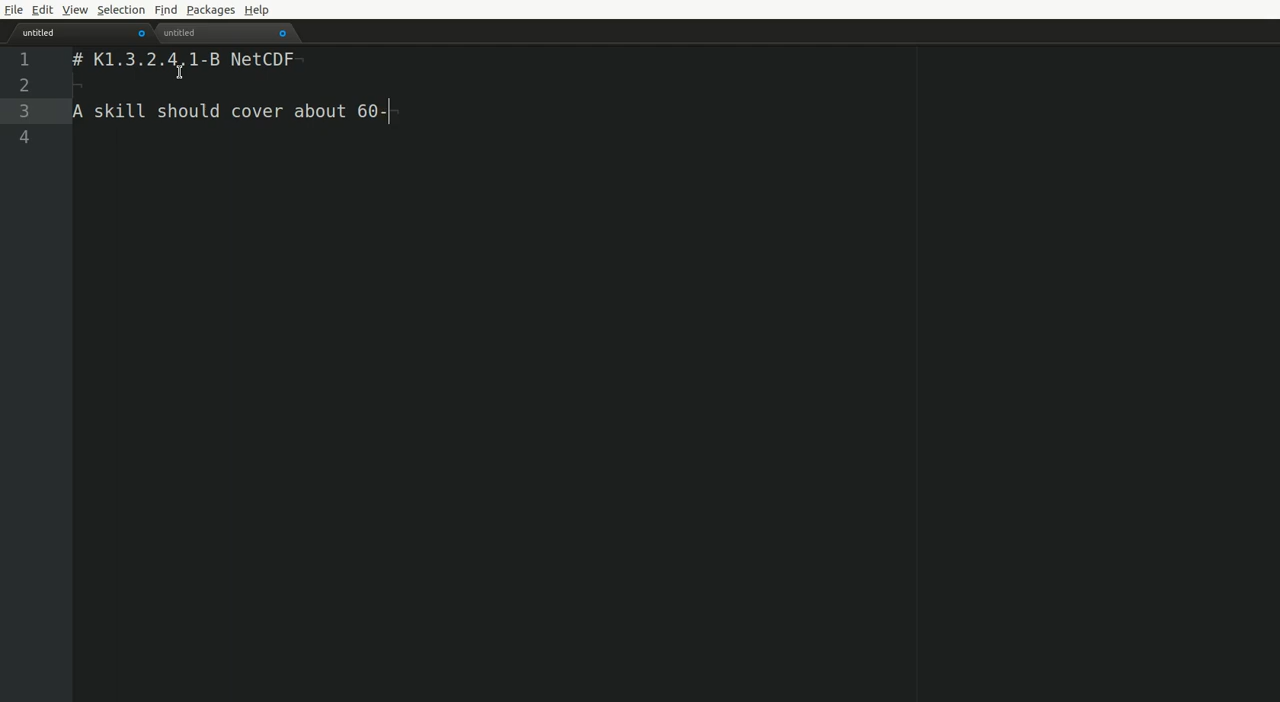 File Edit View Selection Find Packages Help
untitled untitled
1 # K1.3.2.4.1-B NetCDF¬
2 ¬
3 A skill should cover about 60-¬
4